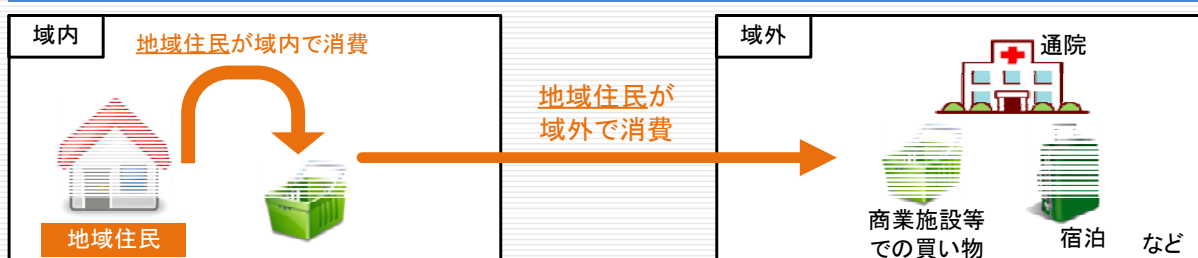 域内
地域住民が域内で消費
地域住民
地域住民が
域外で消費
域外
通院
商業施設等
での買い物
宿泊
など